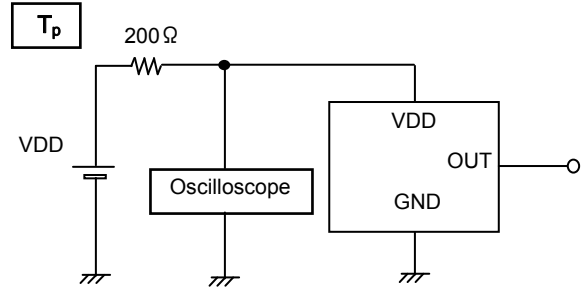 Tp
200Ω
VDD
VDD
OUT
Oscilloscope
GND